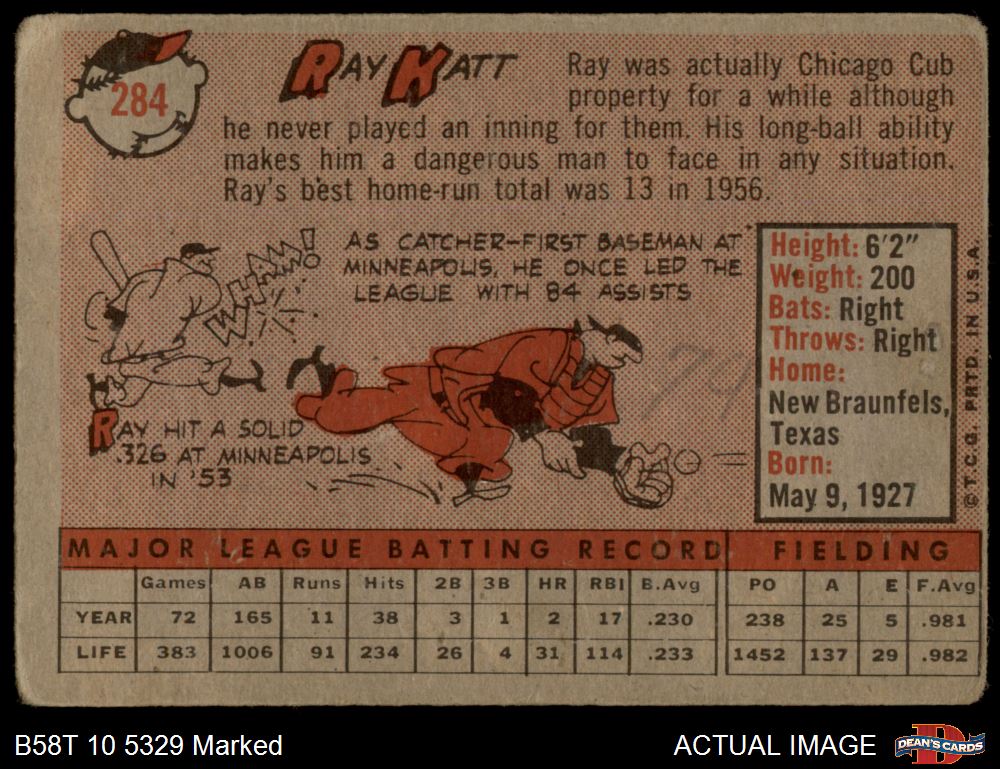 284
RAY KATT
Ray was actually Chicago Cub
property for a while although
he never played an inning for them. His long-ball ability
makes him a dangerous man to face in any situation.
Ray's best home-run total was 13 in 1956.
WHAM!
AS CATCHER-FIRST BASEMAN AT
MINNEAPOLIS, HE ONCE LED THE
LEAGUE WITH 84 ASSISTS
RAY HIT A SOLID
.326 AT MINNEAPOLIS
IN '53
Height: 6'2"
Weight: 200
Bats: Right
Throws: Right
Home:
New Braunfels,
Texas
Born:
May 9, 1927
© T.C.G. PRTD. IN U.S.A.
MAJOR LEAGUE BATTING RECORD FIELDING
Games AB Runs Hits 2B 3B HR RBI B.Avg PO A E F.Avg
YEAR 72 165 11 38 3 1 2 17 .230 238 25 5 .981
LIFE 383 1006 91 234 26 4 31 114 .233 1452 137 29 .982
B58T 10 5329 Marked
ACTUAL IMAGE
D
DEAN'S CARDS